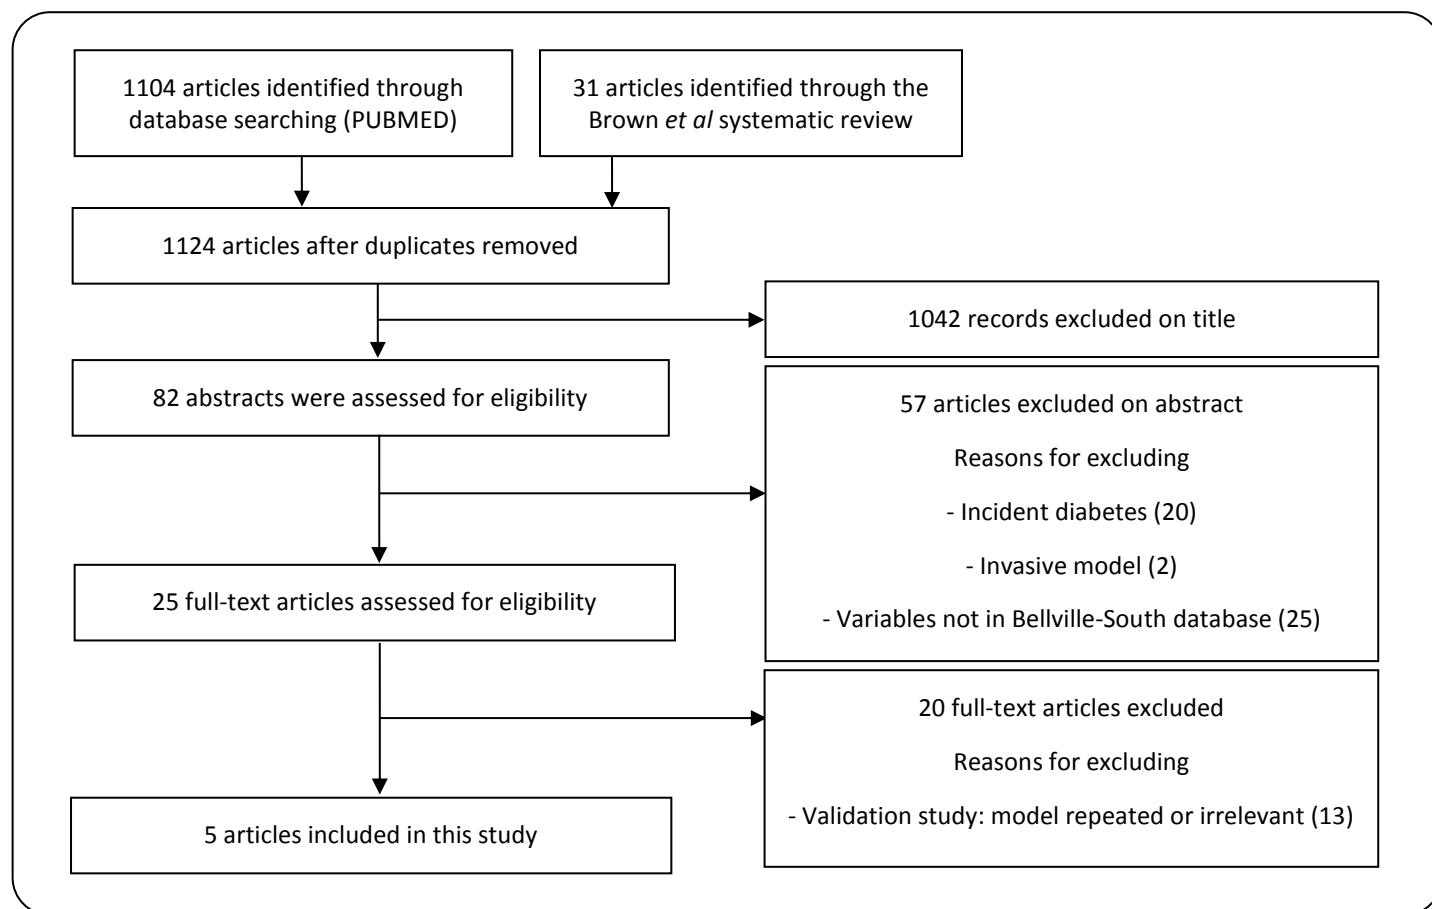 1104 articles identified through
database searching (PUBMED)
31 articles identified through the
Brown et al systematic review
1124 articles after duplicates removed
1042 records excluded on title
82 abstracts were assessed for eligibility
57 articles excluded on abstract
Reasons for excluding
- Incident diabetes (20)
- Invasive model (2)
- Variables not in Bellville-South database (25)
25 full-text articles assessed for eligibility
20 full-text articles excluded
Reasons for excluding
- Validation study: model repeated or irrelevant (13)
5 articles included in this study